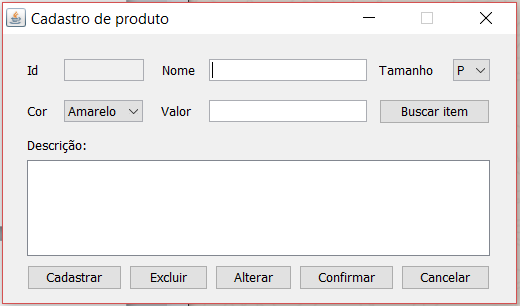 Cadastro de produto
Id Nome Tamanho P
Cor Amarelo Valor Buscar item
Descrição:
Cadastrar Excluir Alterar Confirmar Cancelar